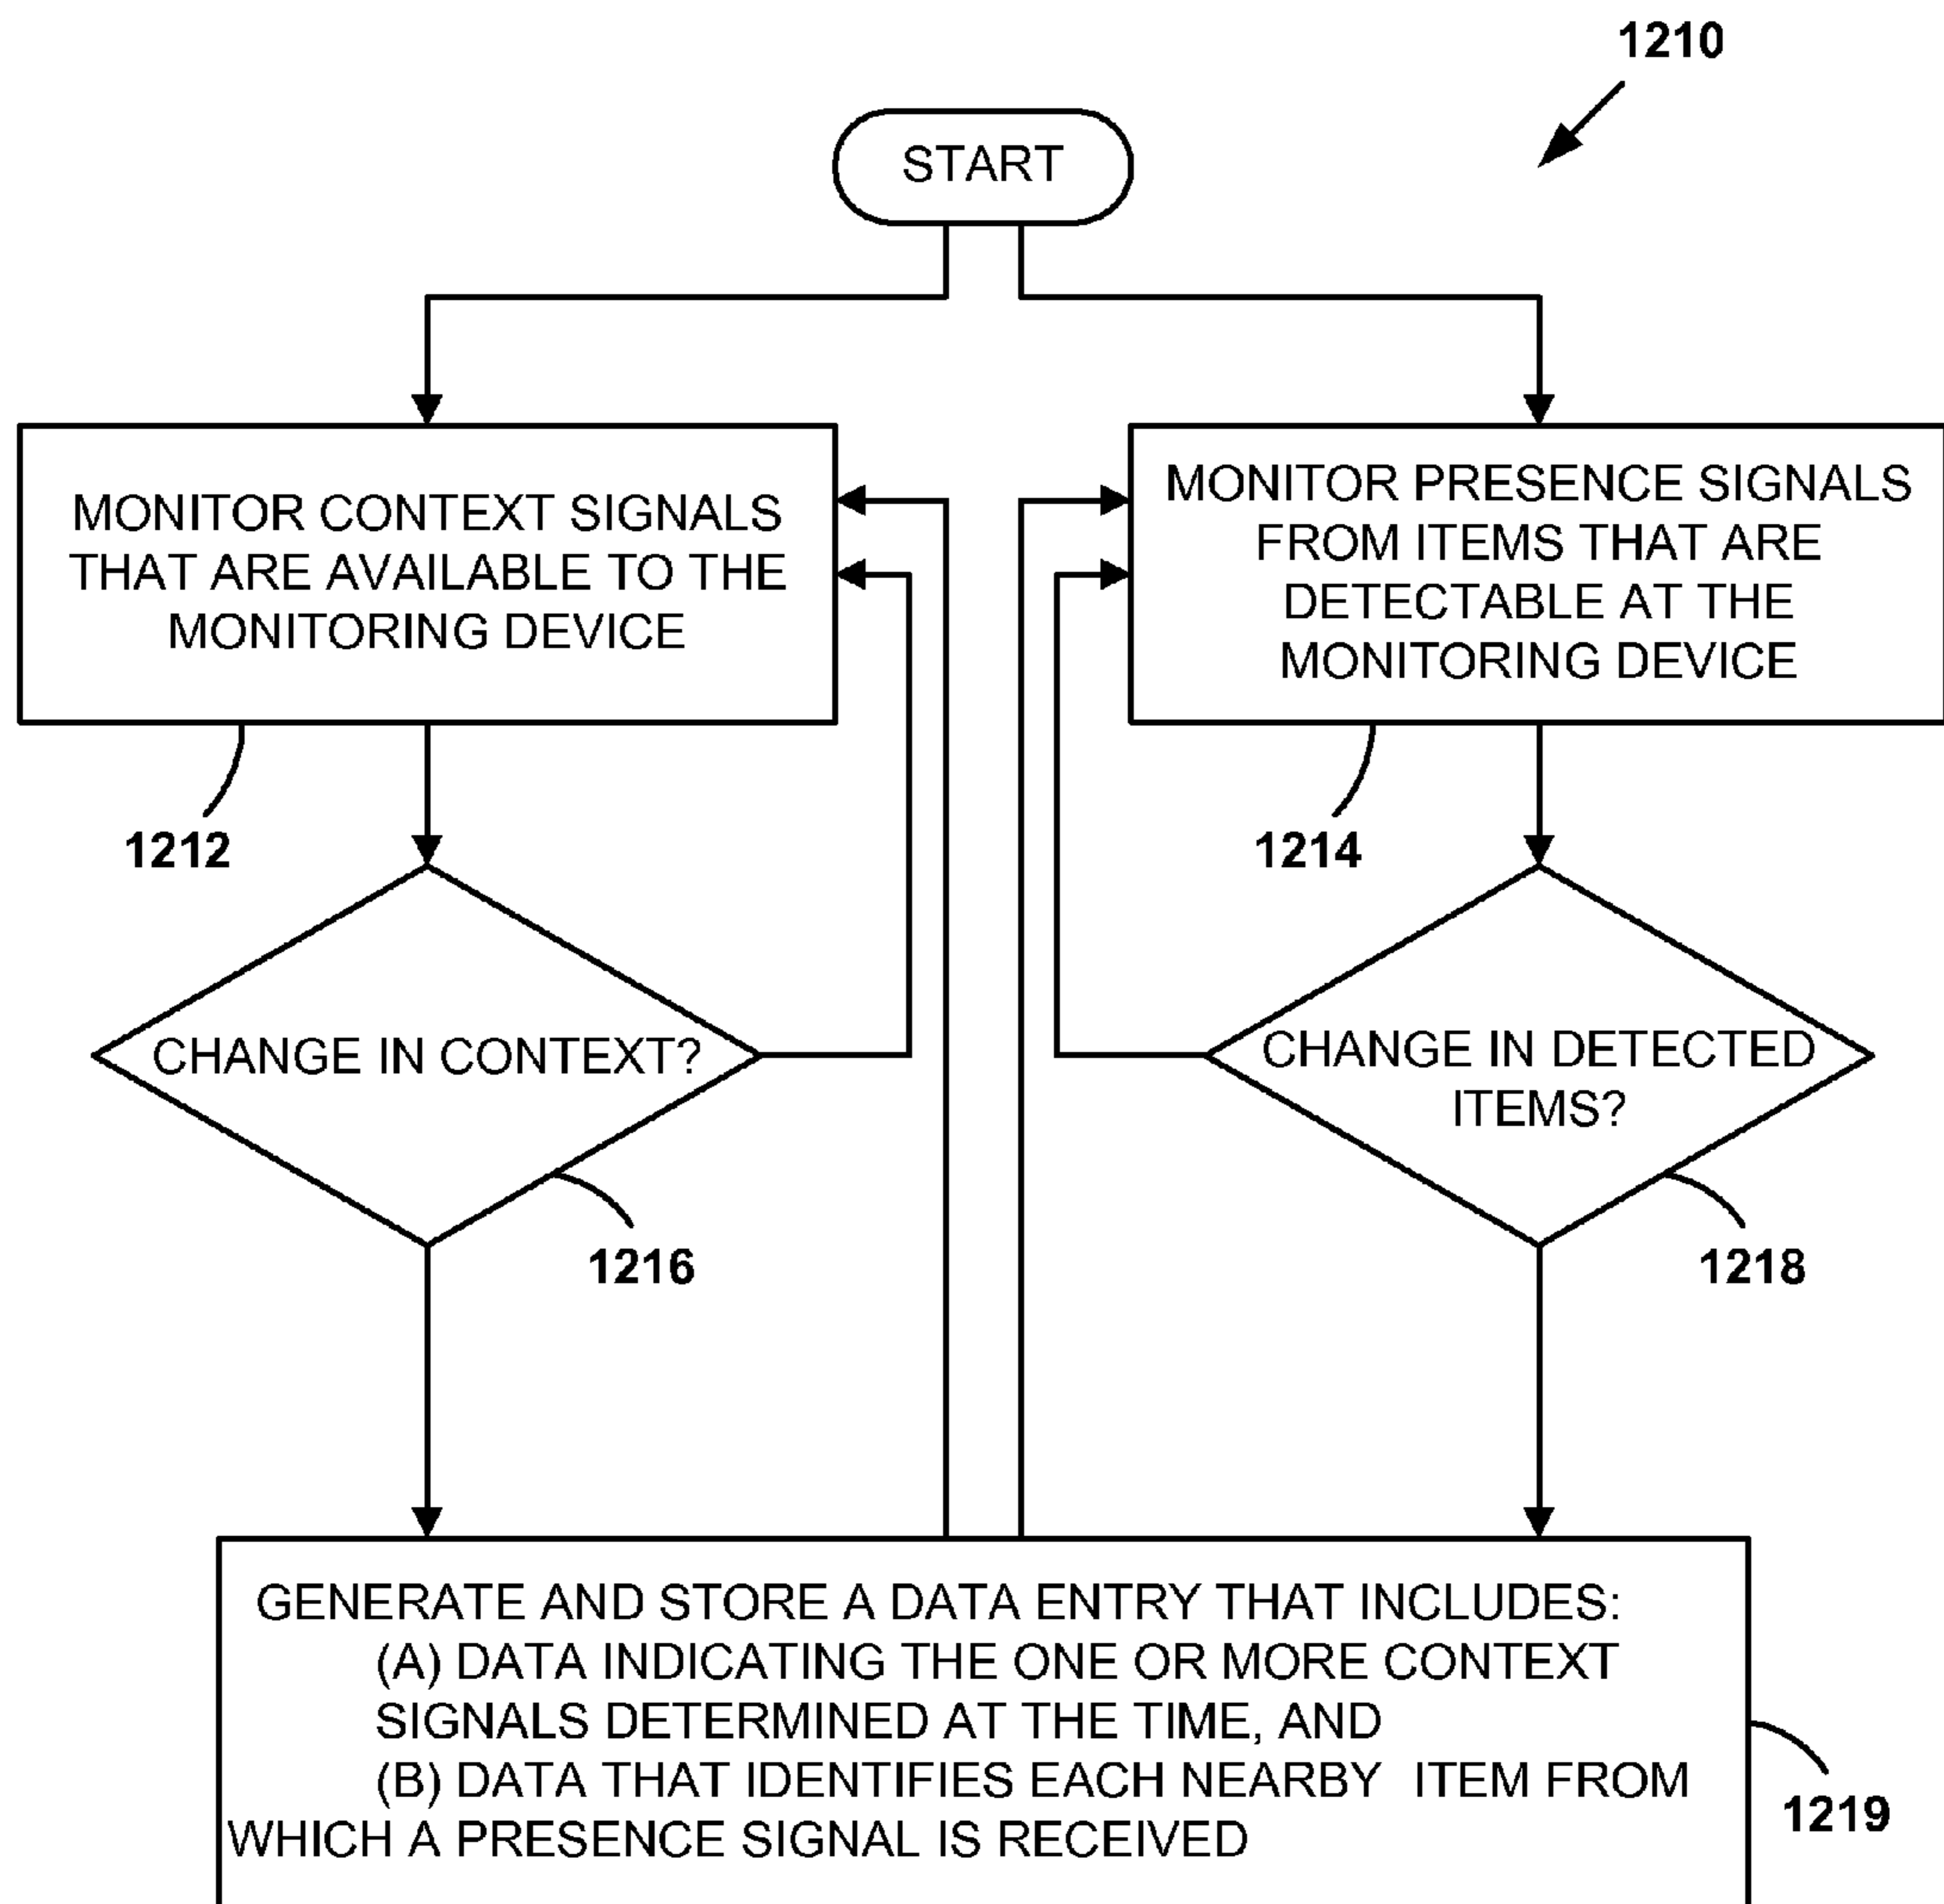 1210
START
MONITOR CONTEXT SIGNALS
THAT ARE AVAILABLE TO THE
MONITORING DEVICE
MONITOR PRESENCE SIGNALS
FROM ITEMS THAT ARE
DETECTABLE AT THE
MONITORING DEVICE
1212
1214
CHANGE IN CONTEXT?
CHANGE IN DETECTED
ITEMS?
1216
1218
GENERATE AND STORE A DATA ENTRY THAT INCLUDES:
(A) DATA INDICATING THE ONE OR MORE CONTEXT
SIGNALS DETERMINED AT THE TIME, AND
(B) DATA THAT IDENTIFIES EACH NEARBY ITEM FROM
WHICH A PRESENCE SIGNAL IS RECEIVED
1219